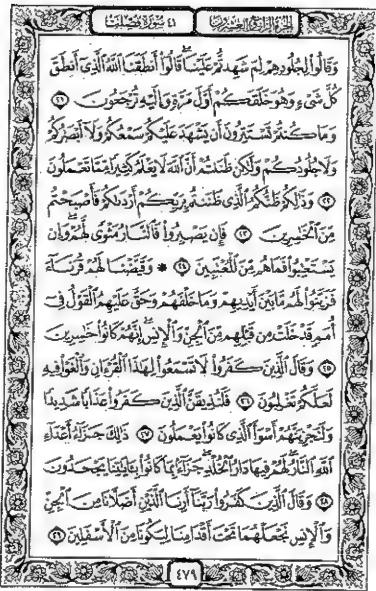 الجزء الرابع والعشرون
٤١ سورة فصلت
وَقَالُوا۟ لِجُلُودِهِمْ لِمَ شَهِدتُّمْ عَلَيْنَا ۖ قَالُوٓا۟ أَنطَقَنَا ٱللَّهُ ٱلَّذِىٓ أَنطَقَ
كُلَّ شَىْءٍ وَهُوَ خَلَقَكُمْ أَوَّلَ مَرَّةٍ وَإِلَيْهِ تُرْجَعُونَ ٢١
وَمَا كُنتُمْ تَسْتَتِرُونَ أَن يَشْهَدَ عَلَيْكُمْ سَمْعُكُمْ وَلَآ أَبْصَٰرُكُمْ
وَلَا جُلُودُكُمْ وَلَٰكِن ظَنَنتُمْ أَنَّ ٱللَّهَ لَا يَعْلَمُ كَثِيرًا مِّمَّا تَعْمَلُونَ
٢٢ وَذَٰلِكُمْ ظَنُّكُمُ ٱلَّذِى ظَنَنتُم بِرَبِّكُمْ أَرْدَىٰكُمْ فَأَصْبَحْتُم
مِّنَ ٱلْخَٰسِرِينَ ٢٣ فَإِن يَصْبِرُوا۟ فَٱلنَّارُ مَثْوًى لَّهُمْ ۖ وَإِن
يَسْتَعْتِبُوا۟ فَمَا هُم مِّنَ ٱلْمُعْتَبِينَ ٢٤ ۞ وَقَيَّضْنَا لَهُمْ قُرَنَآءَ
فَزَيَّنُوا۟ لَهُم مَّا بَيْنَ أَيْدِيهِمْ وَمَا خَلْفَهُمْ وَحَقَّ عَلَيْهِمُ ٱلْقَوْلُ فِىٓ
أُمَمٍ قَدْ خَلَتْ مِن قَبْلِهِم مِّنَ ٱلْجِنِّ وَٱلْإِنسِ ۖ إِنَّهُمْ كَانُوا۟ خَٰسِرِينَ
٢٥ وَقَالَ ٱلَّذِينَ كَفَرُوا۟ لَا تَسْمَعُوا۟ لِهَٰذَا ٱلْقُرْءَانِ وَٱلْغَوْا۟ فِيهِ
لَعَلَّكُمْ تَغْلِبُونَ ٢٦ فَلَنُذِيقَنَّ ٱلَّذِينَ كَفَرُوا۟ عَذَابًا شَدِيدًا
وَلَنَجْزِيَنَّهُمْ أَسْوَأَ ٱلَّذِى كَانُوا۟ يَعْمَلُونَ ٢٧ ذَٰلِكَ جَزَآءُ أَعْدَآءِ
ٱللَّهِ ٱلنَّارُ ۖ لَهُمْ فِيهَا دَارُ ٱلْخُلْدِ ۖ جَزَآءًۢ بِمَا كَانُوا۟ بِـَٔايَٰتِنَا يَجْحَدُونَ
٢٨ وَقَالَ ٱلَّذِينَ كَفَرُوا۟ رَبَّنَآ أَرِنَا ٱلَّذَيْنِ أَضَلَّانَا مِنَ ٱلْجِنِّ
وَٱلْإِنسِ نَجْعَلْهُمَا تَحْتَ أَقْدَامِنَا لِيَكُونَا مِنَ ٱلْأَسْفَلِينَ ٢٩
٤٧٩